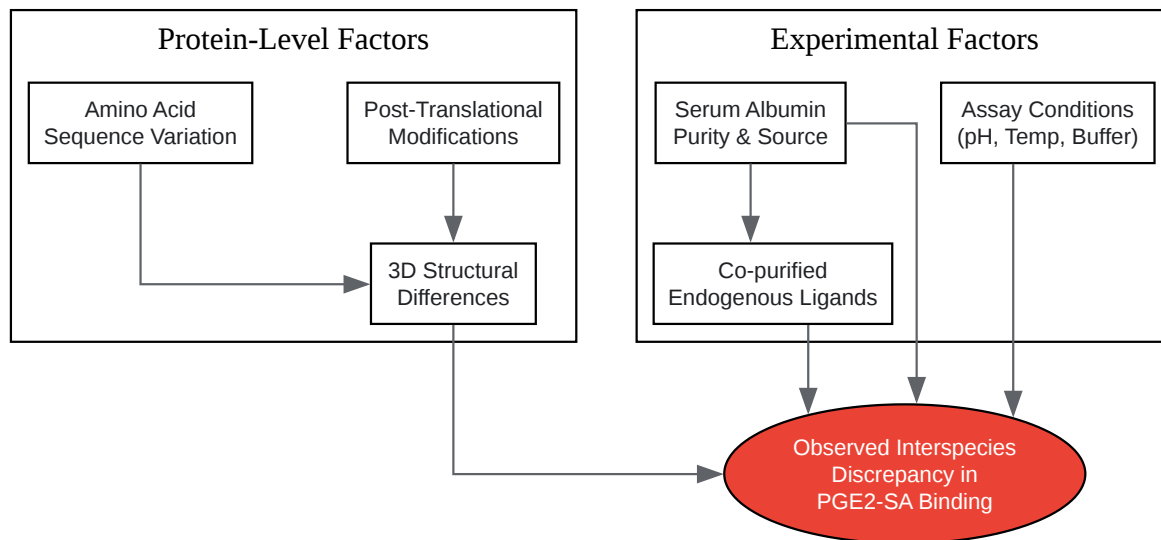 Protein-Level Factors
Amino Acid
Sequence Variation
Post-Translational
Modifications
3D Structural
Differences
Experimental Factors
Serum Albumin
Purity & Source
Assay Conditions
(pH, Temp, Buffer)
Co-purified
Endogenous Ligands
Observed Interspecies
Discrepancy in
PGE2-SA Binding